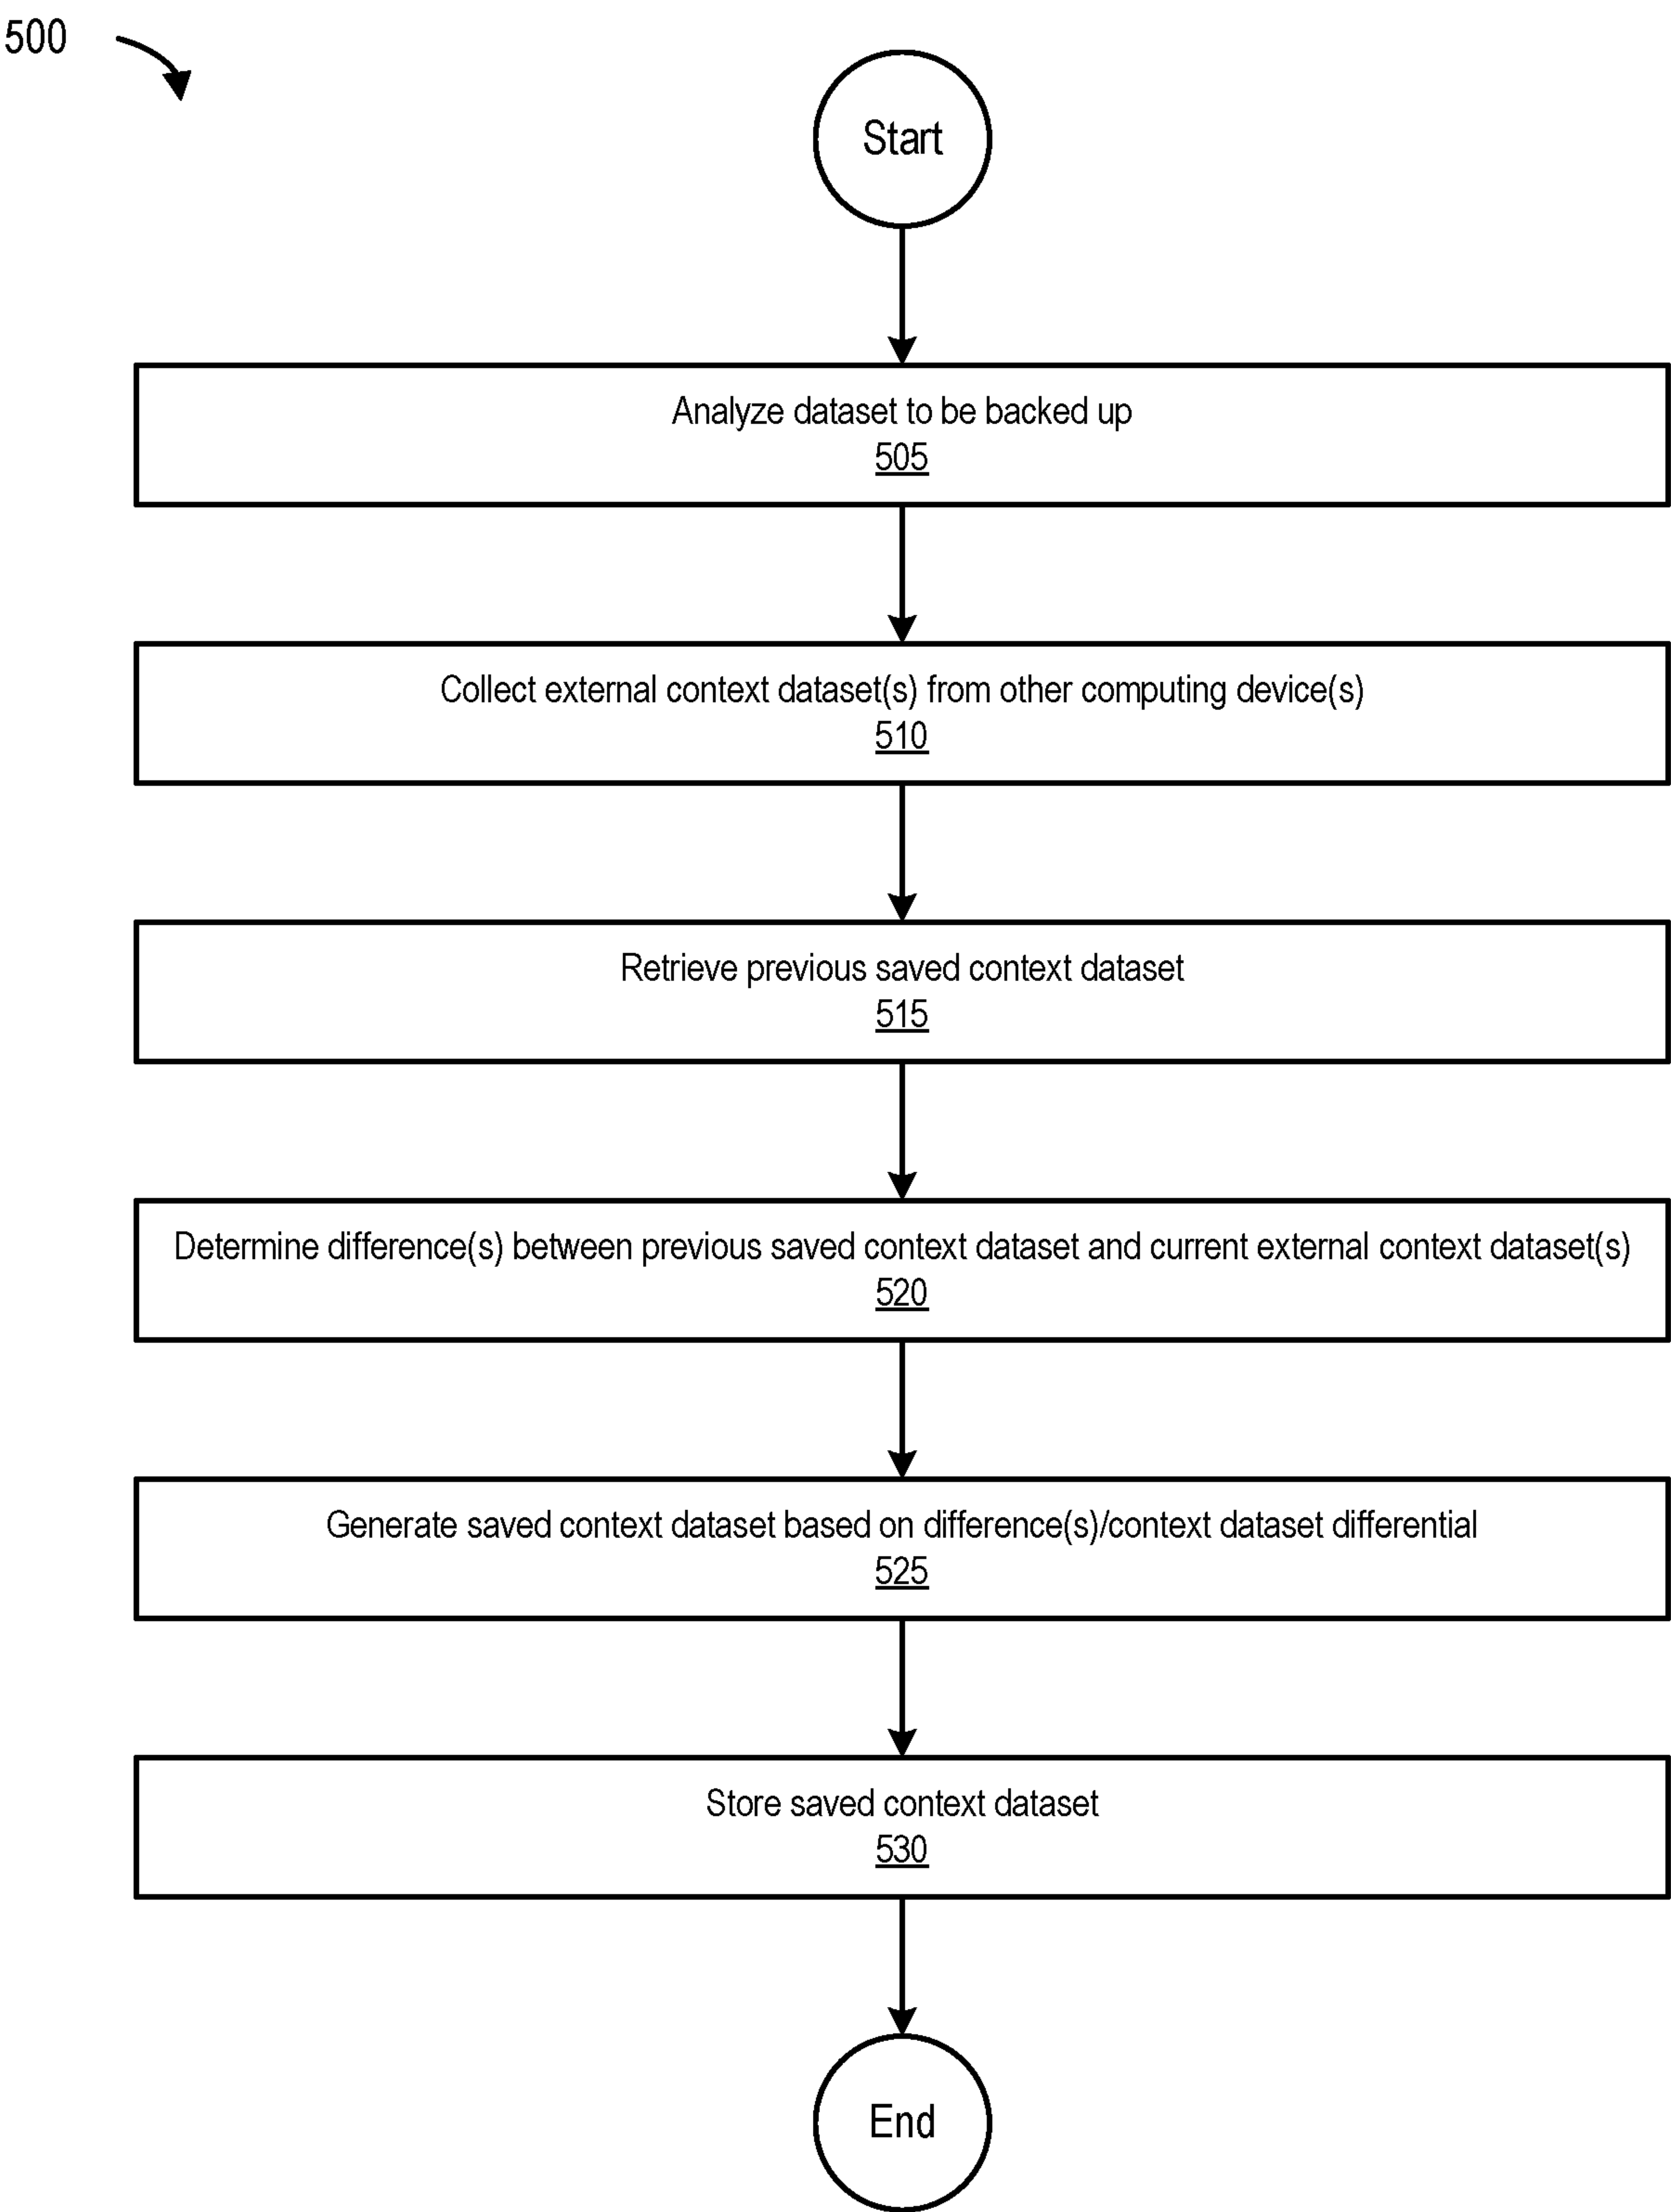 500
Start
Analyze dataset to be backed up
505
Collect external context dataset(s) from other computing device(s)
510
Retrieve previous saved context dataset
515
Determine difference(s) between previous saved context dataset and current external context dataset(s)
520
Generate saved context dataset based on difference(s)/context dataset differential
525
Store saved context dataset
530
End